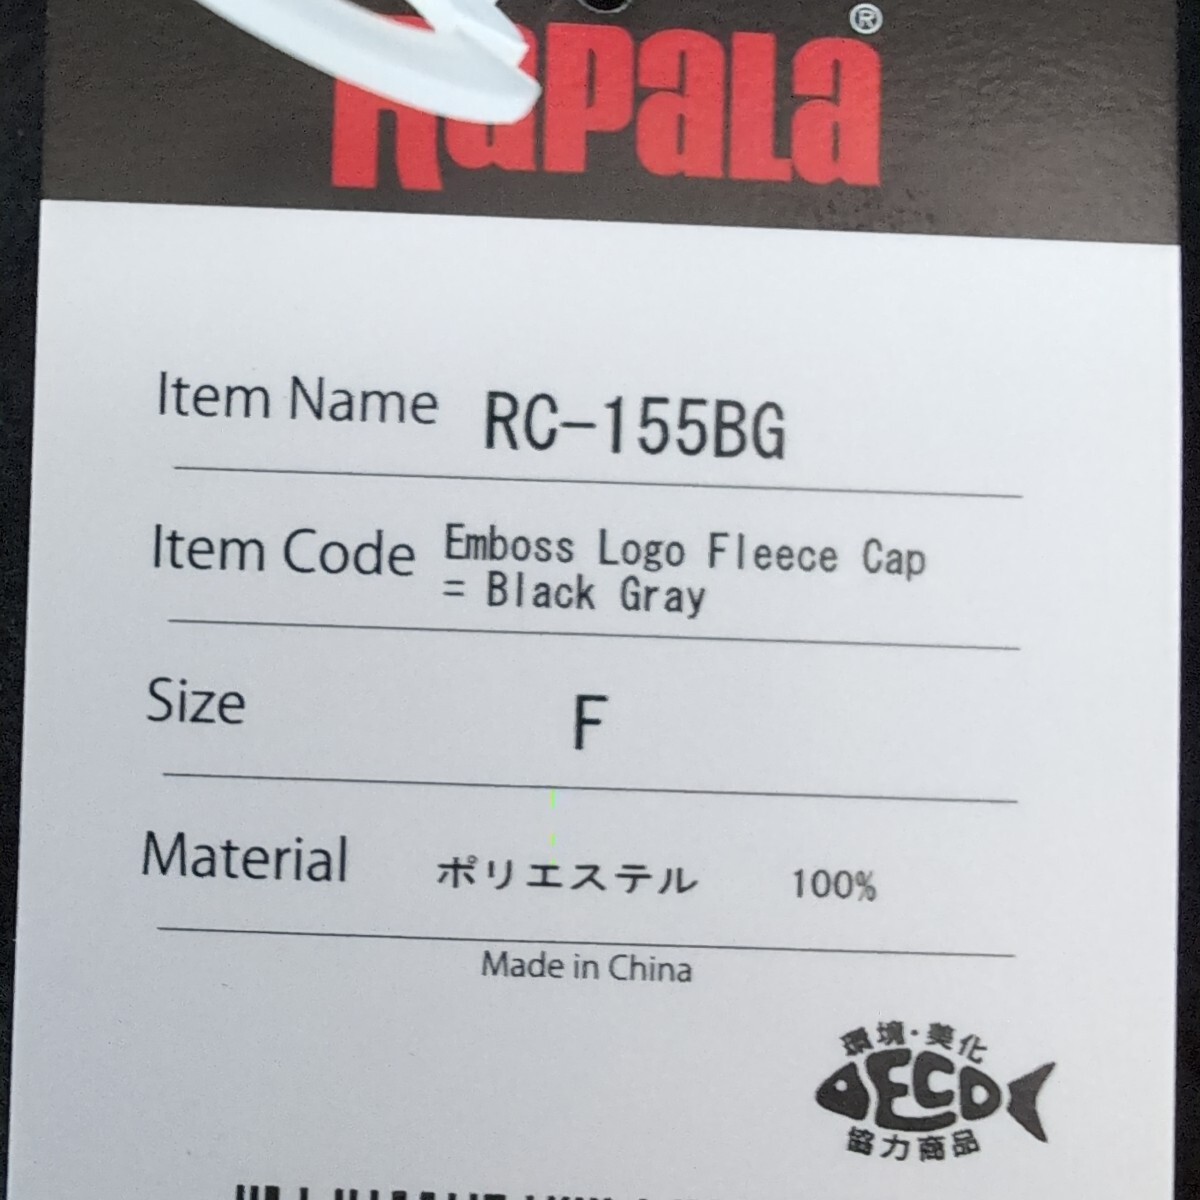 Rapala®
Item Name RC-155BG
Item Code Emboss Logo Fleece Cap
= Black Gray
Size F
Material ポリエステル 100%
Made in China
環境・美化
ECO
協力商品